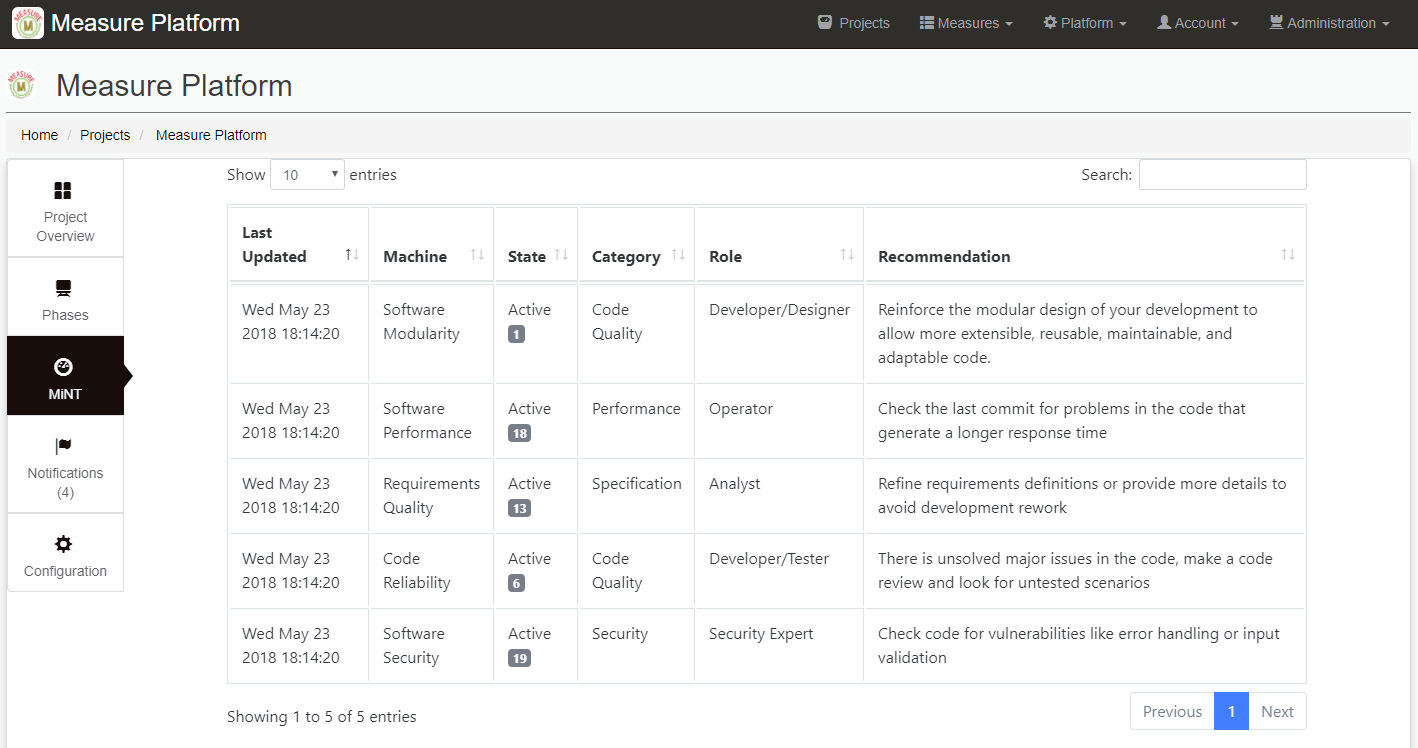 Measure Platform
Projects
Measures
Platform
Account
Administration
Measure Platform
Home / Projects / Measure Platform
Project
Overview
Phases
MiNT
Notifications
(4)
Configuration
Show 10 entries
Search:
Last
Updated
Machine
State
Category
Role
Recommendation
Wed May 23
2018 18:14:20
Software
Modularity
Active
1
Code
Quality
Developer/Designer
Reinforce the modular design of your development to
allow more extensible, reusable, maintainable, and
adaptable code.
Wed May 23
2018 18:14:20
Software
Performance
Active
18
Performance
Operator
Check the last commit for problems in the code that
generate a longer response time
Wed May 23
2018 18:14:20
Requirements
Quality
Active
13
Specification
Analyst
Refine requirements definitions or provide more details to
avoid development rework
Wed May 23
2018 18:14:20
Code
Reliability
Active
6
Code
Quality
Developer/Tester
There is unsolved major issues in the code, make a code
review and look for untested scenarios
Wed May 23
2018 18:14:20
Software
Security
Active
19
Security
Security Expert
Check code for vulnerabilities like error handling or input
validation
Showing 1 to 5 of 5 entries
Previous 1 Next
MEASURE
M
MEASURE
M